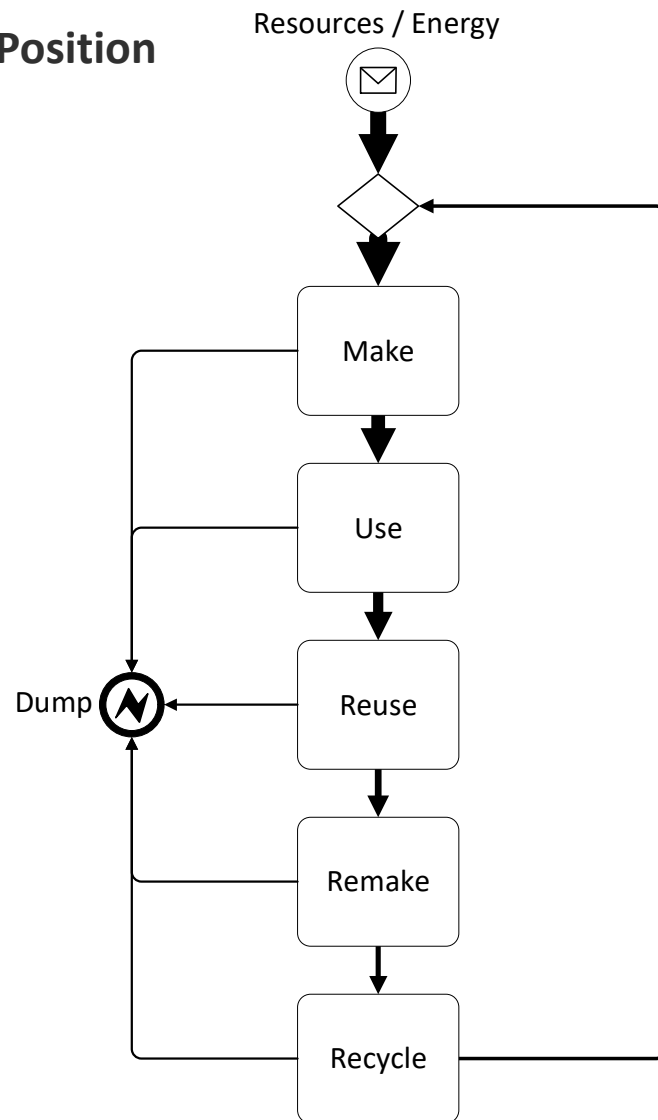 Position
Resources / Energy
Make
Use
Dump
Reuse
Remake
Recycle